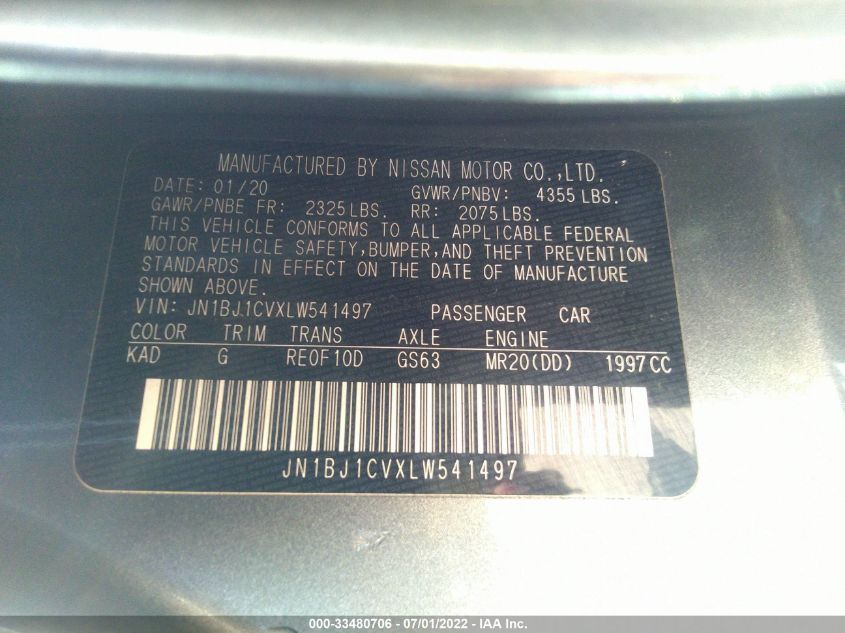 MANUFACTURED BY NISSAN MOTOR CO.,LTD.
DATE: 01/20 GVWR/PNBV: 4355 LBS.
GAWR/PNBE FR: 2325 LBS. RR: 2075 LBS.
THIS VEHICLE CONFORMS TO ALL APPLICABLE FEDERAL
MOTOR VEHICLE SAFETY, BUMPER, AND THEFT PREVENTION
STANDARDS IN EFFECT ON THE DATE OF MANUFACTURE
SHOWN ABOVE.
VIN: JN1BJ1CVXLW541497 PASSENGER CAR
COLOR TRIM TRANS AXLE ENGINE
KAD G RE0F10D GS63 MR20(DD) 1997 CC
JN1BJ1CVXLW541497
000-33480706 - 07/01/2022 - IAA Inc.